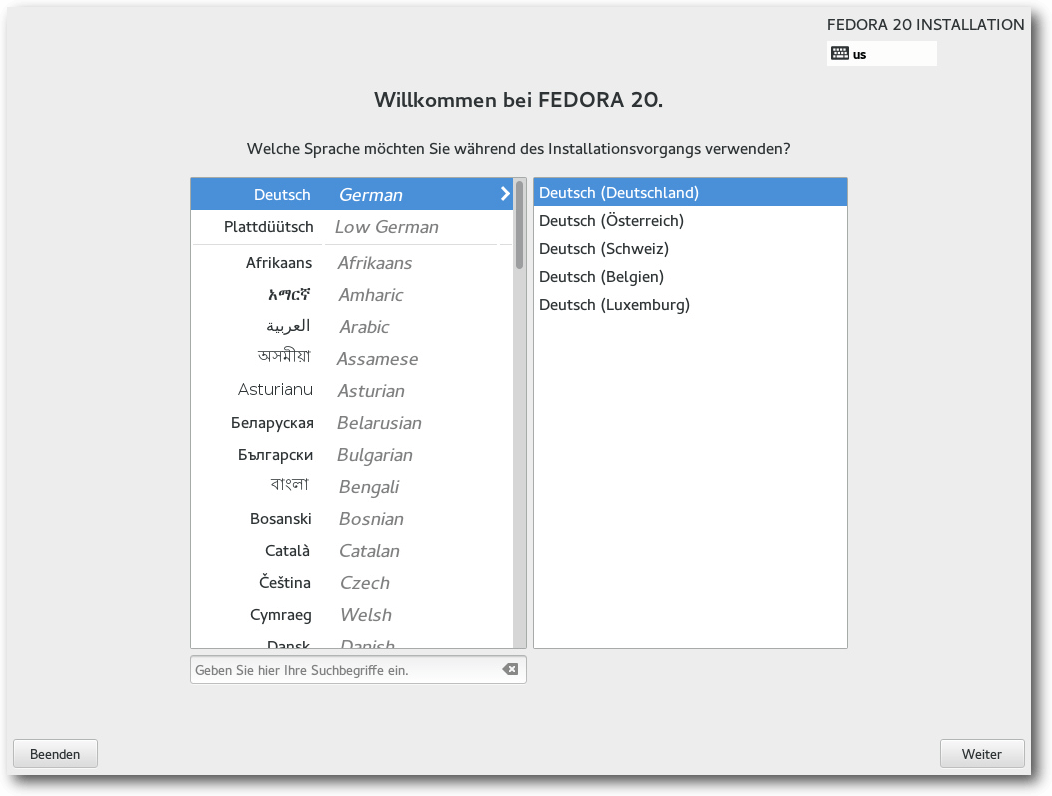 FEDORA 20 INSTALLATION
us
Willkommen bei FEDORA 20.
Welche Sprache möchten Sie während des Installationsvorgangs verwenden?
Deutsch German
Plattdüütsch Low German
Afrikaans Afrikaans
አማርኛ Amharic
العربية Arabic
অসমীয়া Assamese
Asturianu Asturian
Беларуская Belarusian
Български Bulgarian
বাংলা Bengali
Bosanski Bosnian
Català Catalan
Čeština Czech
Cymraeg Welsh
Dansk Danish
Deutsch (Deutschland)
Deutsch (Österreich)
Deutsch (Schweiz)
Deutsch (Belgien)
Deutsch (Luxemburg)
Geben Sie hier Ihre Suchbegriffe ein.
Beenden
Weiter